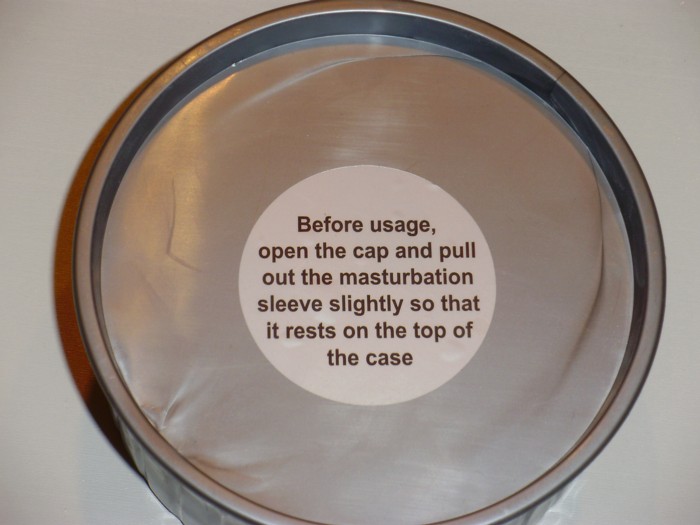 Before usage,
open the cap and pull
out the masturbation
sleeve slightly so that
it rests on the top of
the case